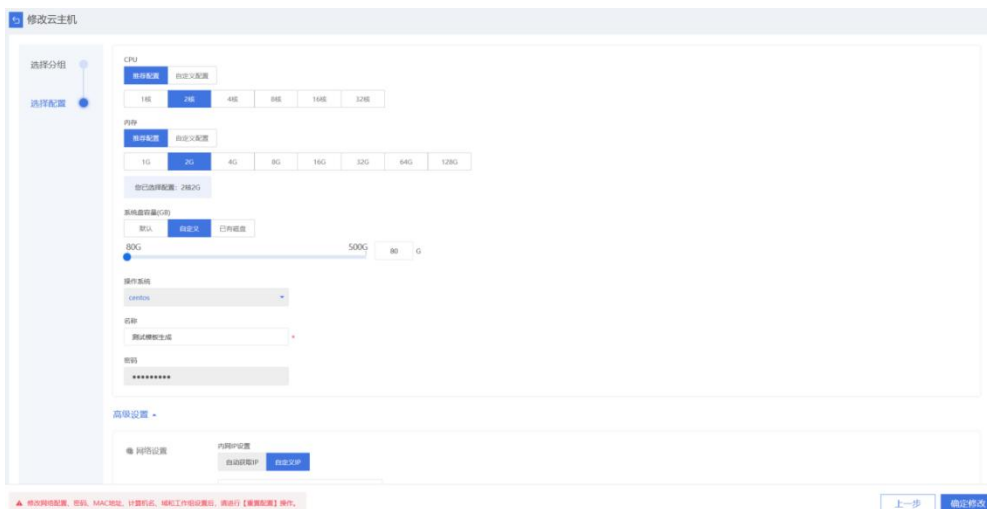 修改云主机
选择分组
选择配置
CPU
推荐配置 自定义配置
1核 2核 4核 8核 16核 32核
内存
推荐配置 自定义配置
1G 2G 4G 8G 16G 32G 64G 128G
您已选择配置：2核2G
系统盘容量(GB)
默认 自定义 已有磁盘
80G 500G 80 G
操作系统
centos
名称
测试模板生成 *
密码
•••••••••
高级设置
网络设置
内网IP设置
自动获取IP 自定义IP
修改网络配置、密码、MAC地址、计算机名、域和工作组设置后，请进行【重置配置】操作。
上一步 确定修改